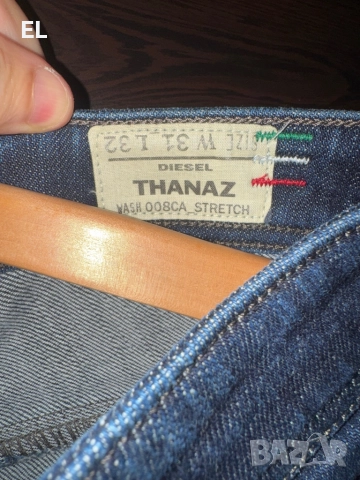 EL
SIZE W 31 L 32
DIESEL
THANAZ
WASH 008CA STRETCH
BAZAR